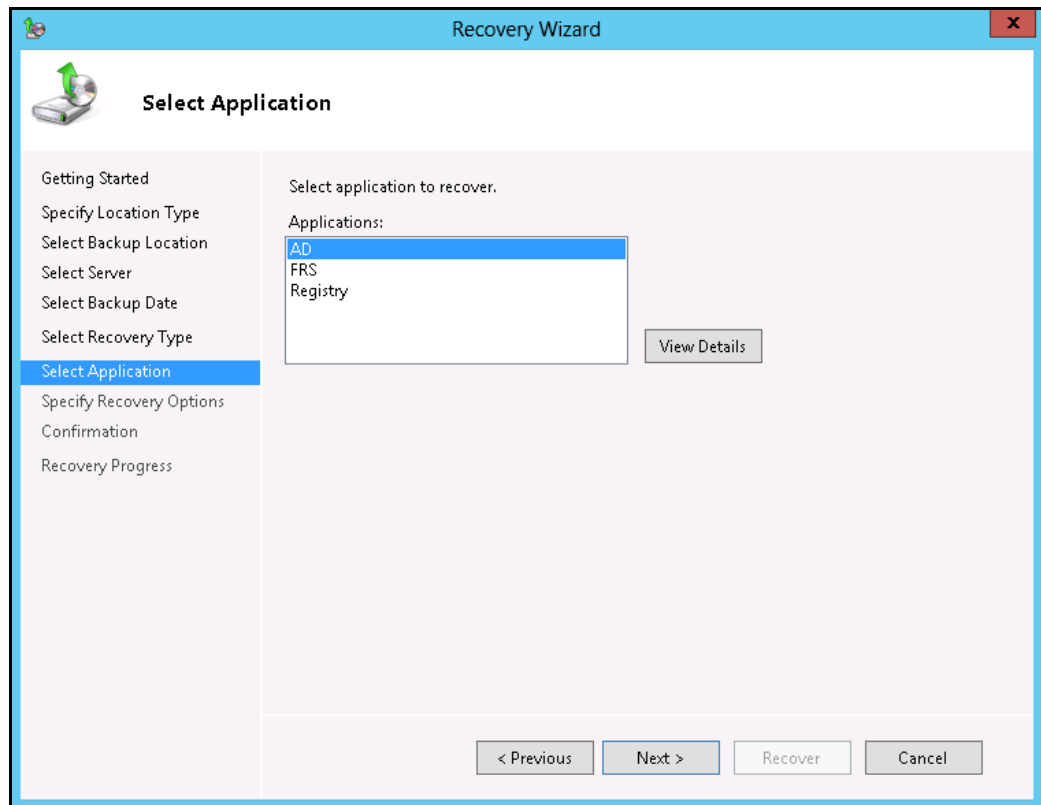 Recovery Wizard
x
Select Application
Getting Started
Specify Location Type
Select Backup Location
Select Server
Select Backup Date
Select Recovery Type
Select Application
Specify Recovery Options
Confirmation
Recovery Progress
Select application to recover.
Applications:
AD
FRS
Registry
View Details
< Previous
Next >
Recover
Cancel